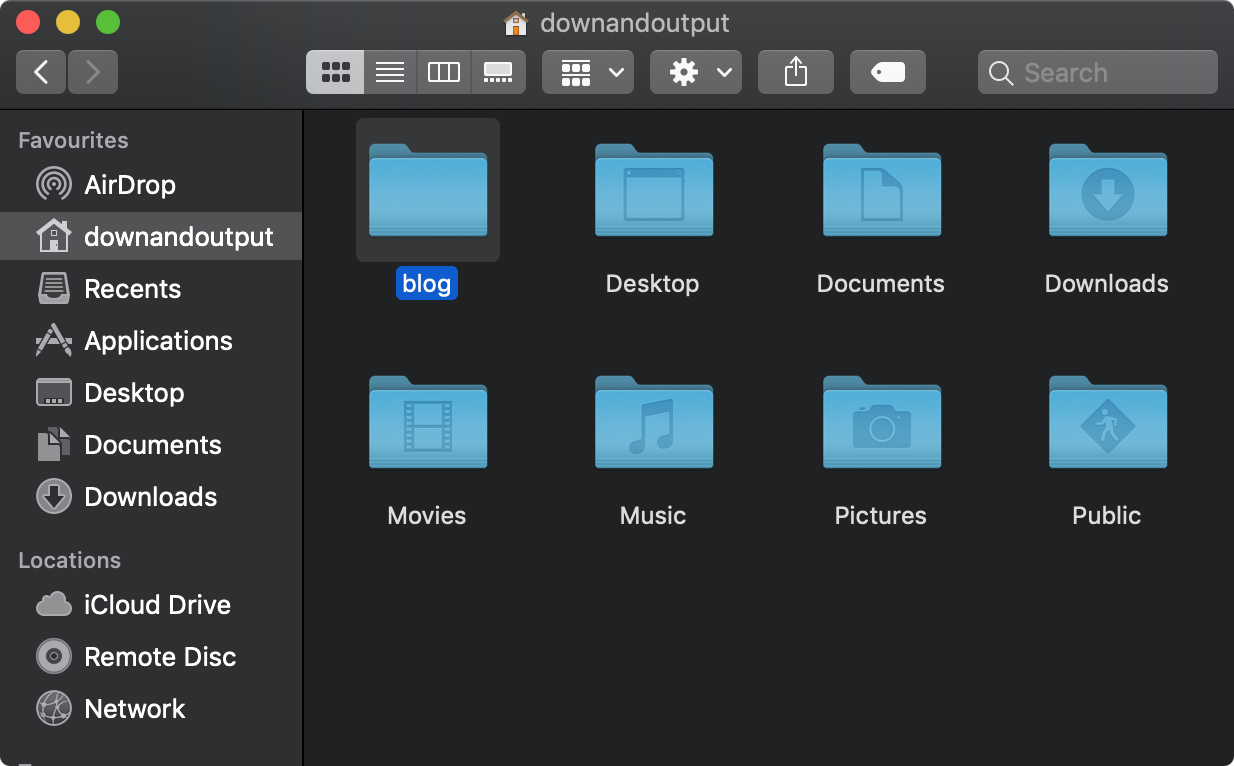 downandoutput
Search
Favourites
AirDrop
downandoutput
Recents
Applications
Desktop
Documents
Downloads
Locations
iCloud Drive
Remote Disc
Network
blog
Desktop
Documents
Downloads
Movies
Music
Pictures
Public